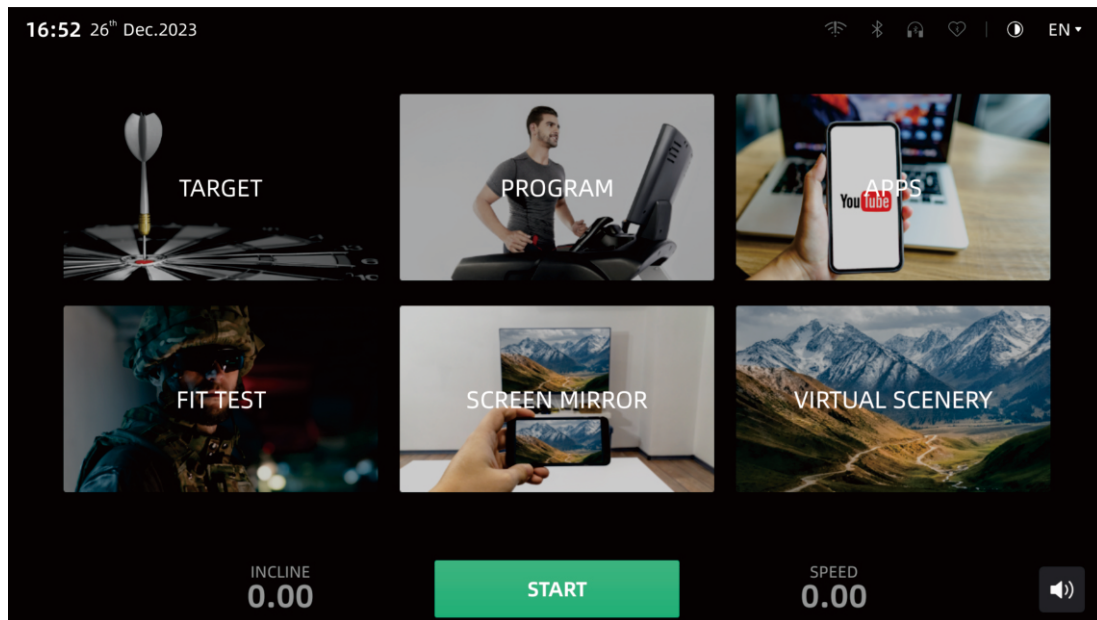 16:52 26th Dec.2023
EN
TARGET
PROGRAM
APPS
YouTube
FIT TEST
SCREEN MIRROR
VIRTUAL SCENERY
INCLINE
0.00
START
SPEED
0.00